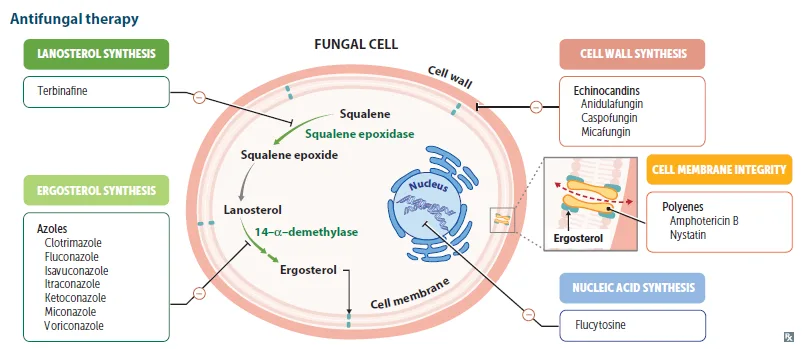 Antifungal therapy
LANOSTEROL SYNTHESIS
Terbinafine
ERGOSTEROL SYNTHESIS
Azoles
Clotrimazole
Fluconazole
Isavuconazole
Itraconazole
Ketoconazole
Miconazole
Voriconazole
FUNGAL CELL
Cell wall
Squalene
Squalene epoxidase
Squalene epoxide
Lanosterol
14–α–demethylase
Ergosterol
Cell membrane
Nucleus
CELL WALL SYNTHESIS
Echinocandins
Anidulafungin
Caspofungin
Micafungin
CELL MEMBRANE INTEGRITY
Polyenes
Amphotericin B
Nystatin
Ergosterol
NUCLEIC ACID SYNTHESIS
Flucytosine